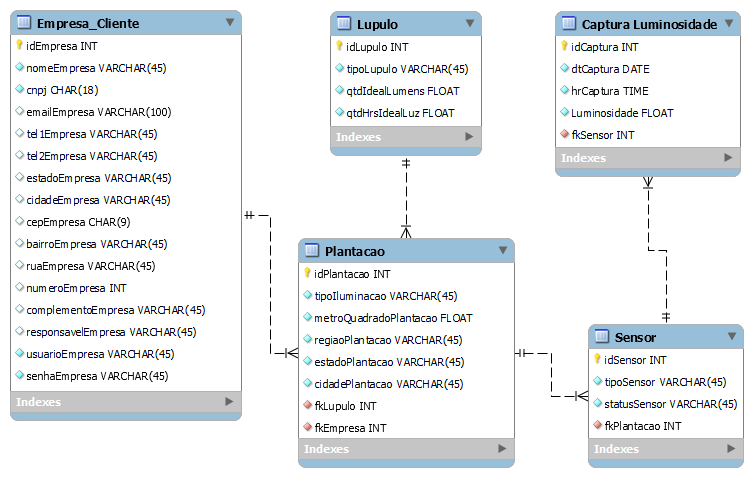 Empresa_Cliente
idEmpresa INT
nomeEmpresa VARCHAR(45)
cnpj CHAR(18)
emailEmpresa VARCHAR(100)
tel1Empresa VARCHAR(45)
tel2Empresa VARCHAR(45)
estadoEmpresa VARCHAR(45)
cidadeEmpresa VARCHAR(45)
cepEmpresa CHAR(9)
bairroEmpresa VARCHAR(45)
ruaEmpresa VARCHAR(45)
numeroEmpresa INT
complementoEmpresa VARCHAR(45)
responsavelEmpresa VARCHAR(45)
usuarioEmpresa VARCHAR(45)
senhaEmpresa VARCHAR(45)
Indexes
Lupulo
idLupulo INT
tipoLupulo VARCHAR(45)
qtdIdealLumens FLOAT
qtdHrsIdealLuz FLOAT
Indexes
Captura Luminosidade
idCaptura INT
dtCaptura DATE
hrCaptura TIME
Luminosidade FLOAT
fkSensor INT
Indexes
Plantacao
idPlantacao INT
tipoIluminacao VARCHAR(45)
metroQuadradoPlantacao FLOAT
regiaoPlantacao VARCHAR(45)
estadoPlantacao VARCHAR(45)
cidadePlantacao VARCHAR(45)
fkLupulo INT
fkEmpresa INT
Indexes
Sensor
idSensor INT
tipoSensor VARCHAR(45)
statusSensor VARCHAR(45)
fkPlantacao INT
Indexes